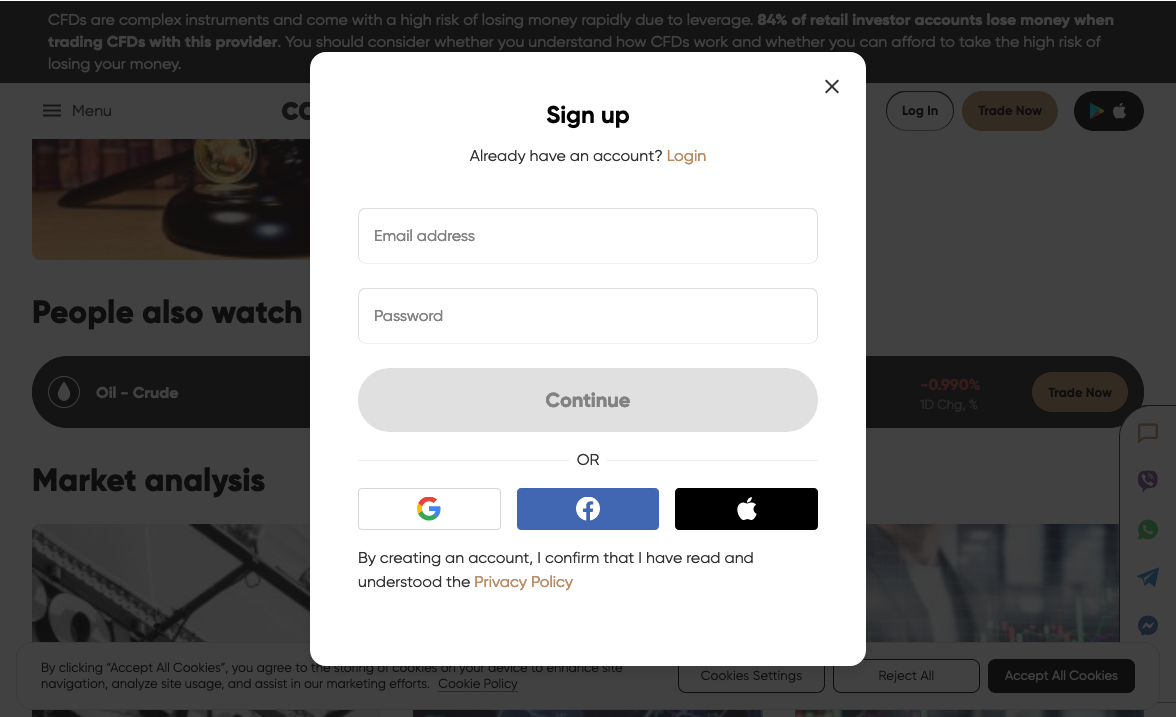 CFDs are complex instruments and come with a high risk of losing money rapidly due to leverage. 84% of retail investor accounts lose money when
trading CFDs with this provider. You should consider whether you understand how CFDs work and whether you can afford to take the high risk of
losing your money.
Menu
Log In
Trade Now
Sign up
Already have an account? Login
Email address
Password
Continue
OR
By creating an account, I confirm that I have read and
understood the Privacy Policy
People also watch
Oil - Crude
-0.990%
1D Chg, %
Trade Now
Market analysis
By clicking "Accept All Cookies", you agree to the storing of cookies on your device to enhance site
navigation, analyze site usage, and assist in our marketing efforts. Cookie Policy
Cookies Settings
Reject All
Accept All Cookies